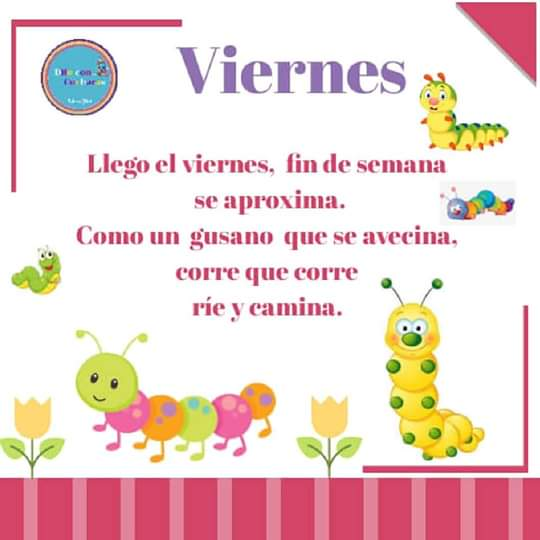 Viernes
Llego el viernes, fin de semana
se aproxima.
Como un gusano que se avecina,
corre que corre
ríe y camina.